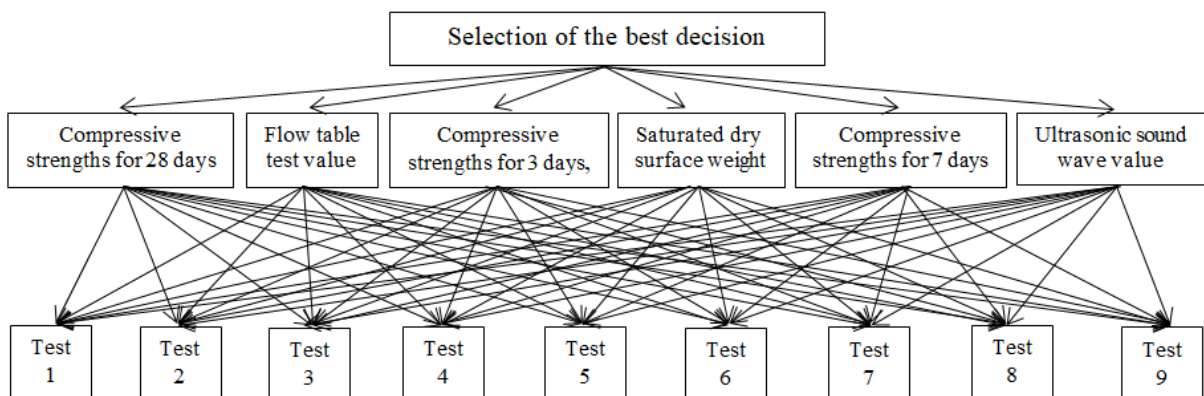 Selection of the best decision
Compressive
strengths for 28 days
Flow table
test value
Compressive
strengths for 3 days,
Saturated dry
surface weight
Compressive
strengths for 7 days
Ultrasonic sound
wave value
Test
1
Test
2
Test
3
Test
4
Test
5
Test
6
Test
7
Test
8
Test
9